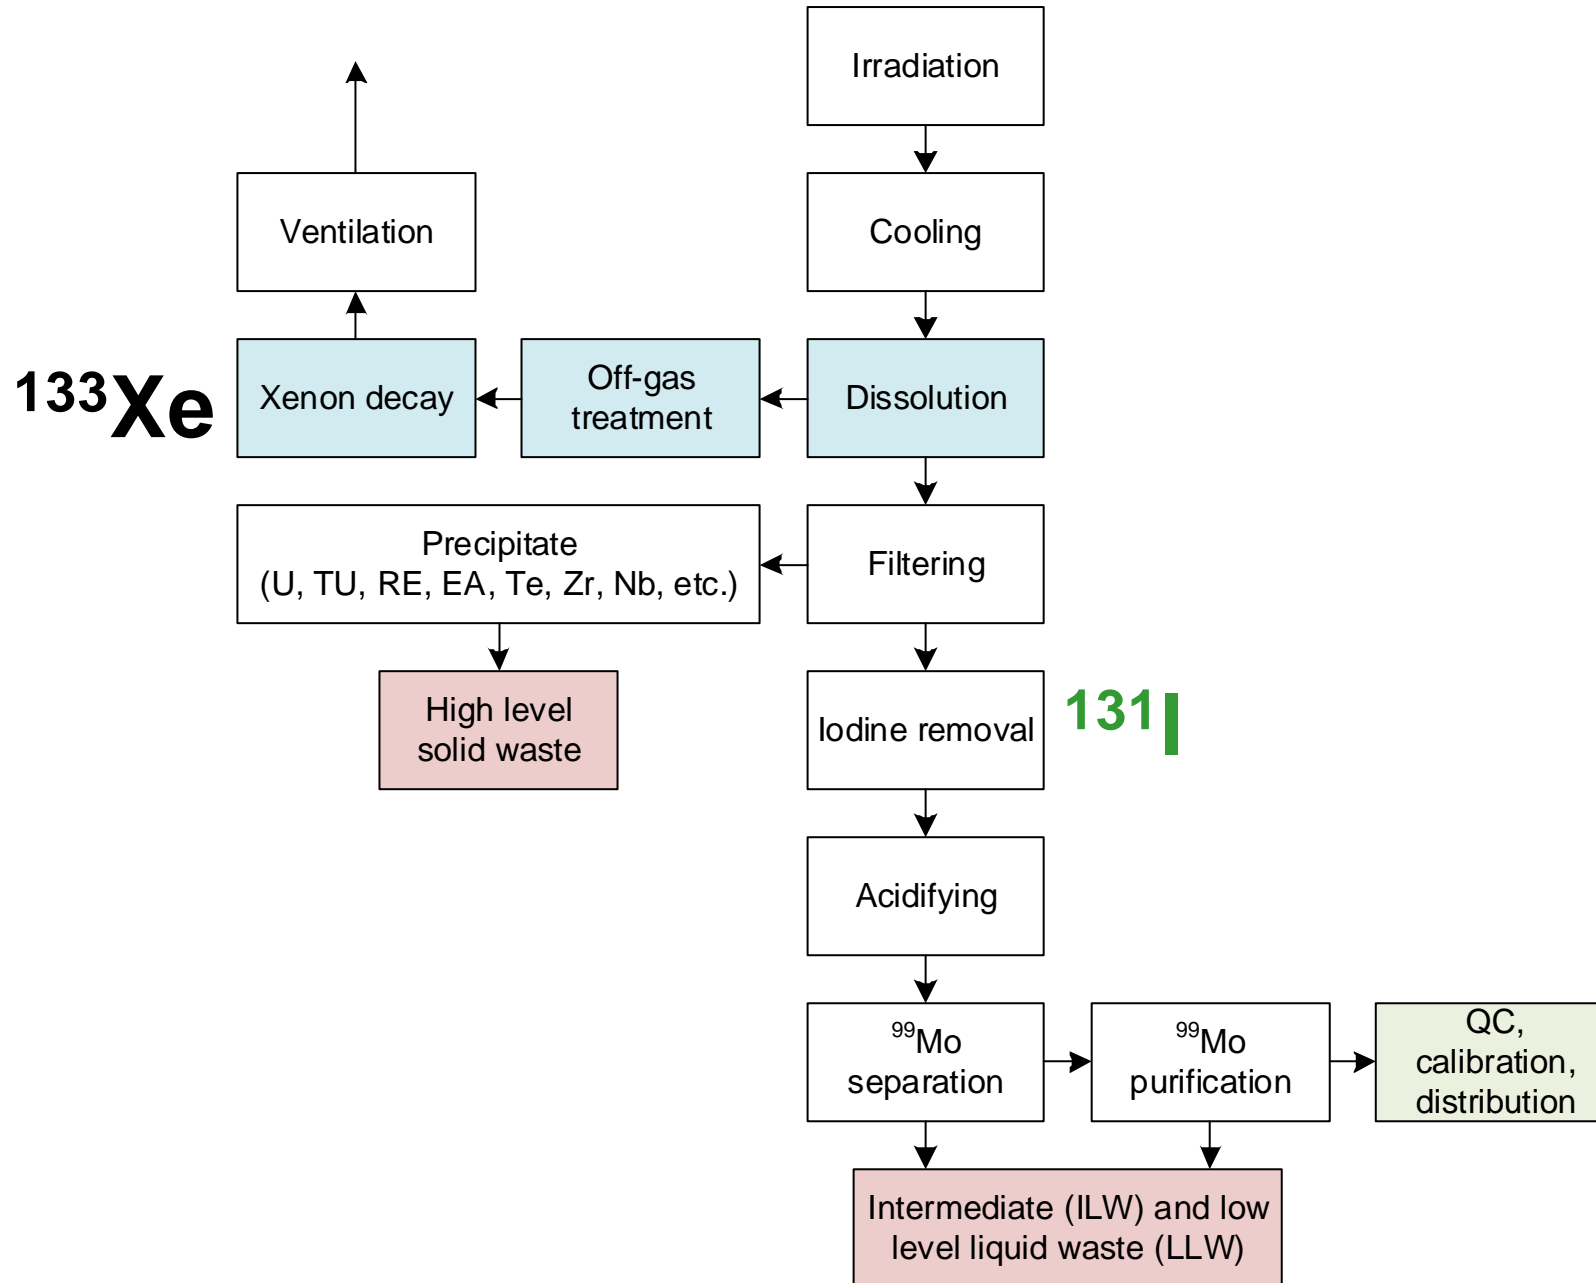 Irradiation
Ventilation
Cooling
¹³³Xe
Xenon decay
Off-gas
treatment
Dissolution
Precipitate
(U, TU, RE, EA, Te, Zr, Nb, etc.)
Filtering
High level
solid waste
Iodine removal
¹³¹I
Acidifying
⁹⁹Mo
separation
⁹⁹Mo
purification
QC,
calibration,
distribution
Intermediate (ILW) and low
level liquid waste (LLW)